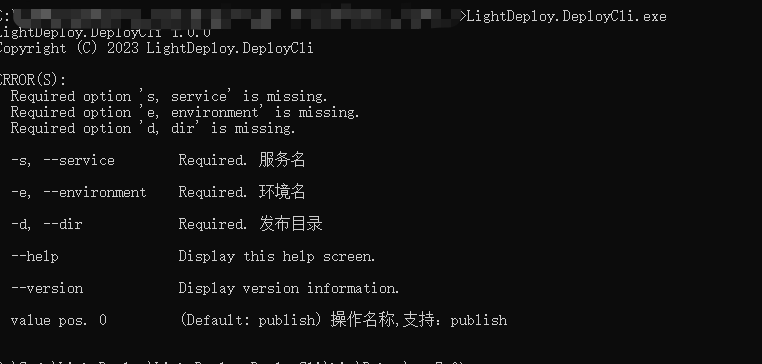 >LightDeploy.DeployCli.exe
LightDeploy.DeployCli 1.0.0
Copyright (C) 2023 LightDeploy.DeployCli
ERROR(S):
Required option 's, service' is missing.
Required option 'e, environment' is missing.
Required option 'd, dir' is missing.
-s, --service Required. 服务名
-e, --environment Required. 环境名
-d, --dir Required. 发布目录
--help Display this help screen.
--version Display version information.
value pos. 0 (Default: publish) 操作名称,支持：publish